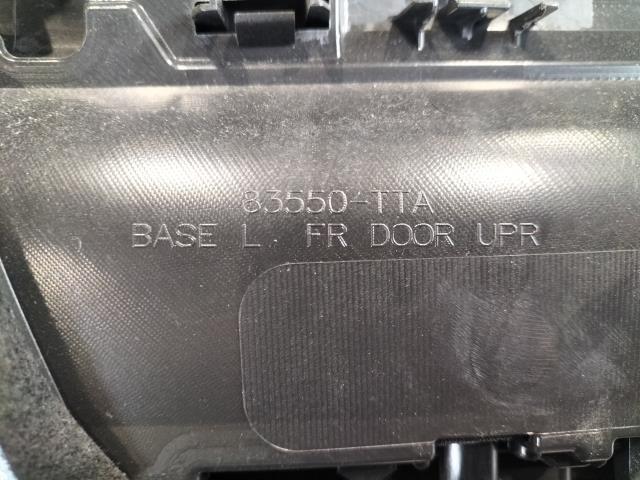 83550-TTA
BASE L. FR DOOR UPR